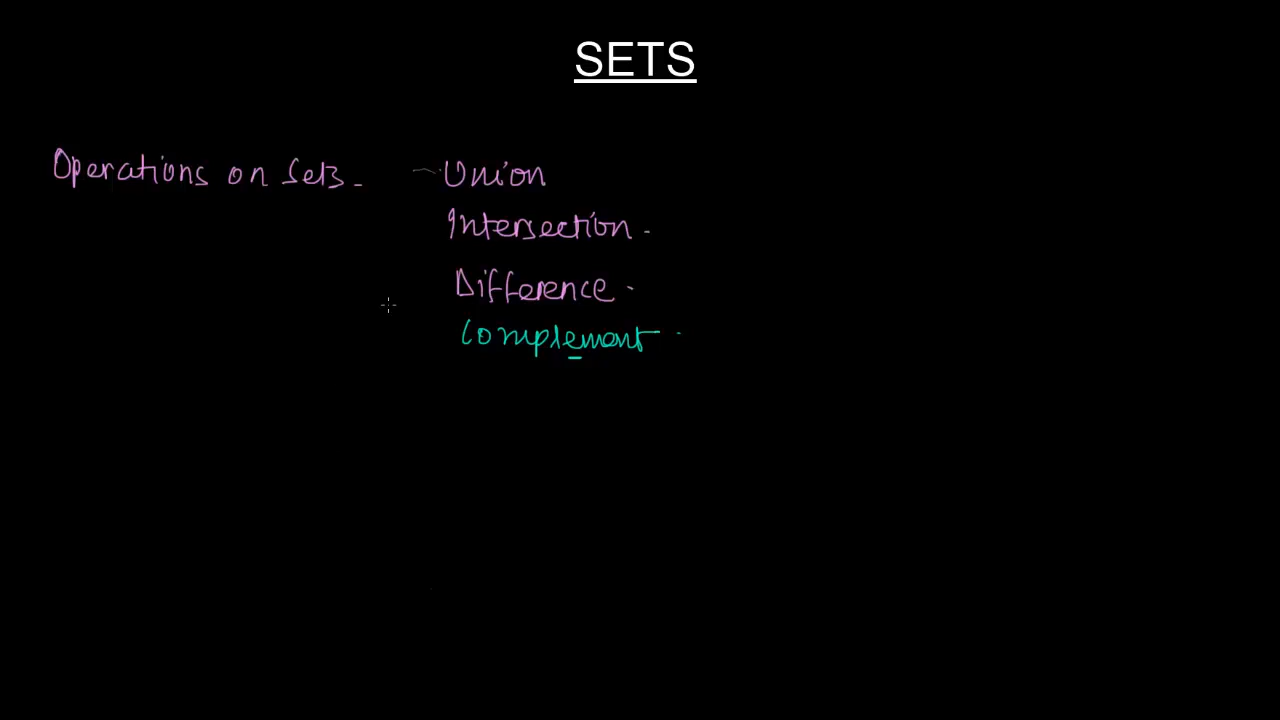 SETS
Operations on Sets. - Union
Intersection.
Difference.
Complement.